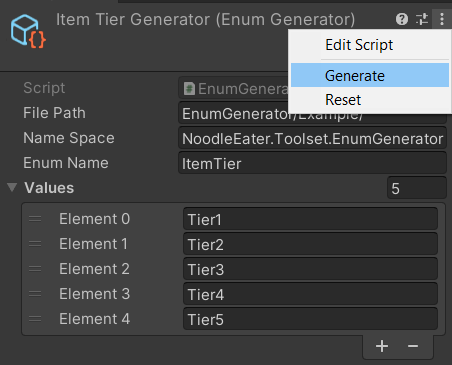 Item Tier Generator (Enum Generator)
Edit Script
Generate
Reset
Script
EnumGenera
File Path
EnumGenerator/Example/
Name Space
NoodleEater.Toolset.EnumGenerator
Enum Name
ItemTier
Values
5
Element 0
Tier1
Element 1
Tier2
Element 2
Tier3
Element 3
Tier4
Element 4
Tier5